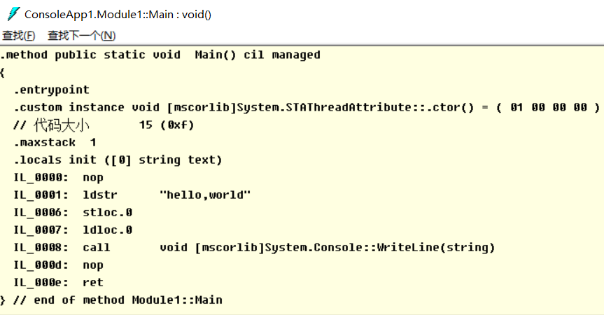 ConsoleApp1.Module1::Main : void()
查找(F) 查找下一个(N)
.method public static void  Main() cil managed
{
  .entrypoint
  .custom instance void [mscorlib]System.STAThreadAttribute::.ctor() = ( 01 00 00 00 )
  // 代码大小       15 (0xf)
  .maxstack  1
  .locals init ([0] string text)
  IL_0000:  nop
  IL_0001:  ldstr      "hello,world"
  IL_0006:  stloc.0
  IL_0007:  ldloc.0
  IL_0008:  call       void [mscorlib]System.Console::WriteLine(string)
  IL_000d:  nop
  IL_000e:  ret
} // end of method Module1::Main